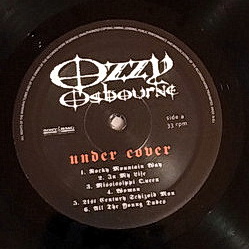 Ozzy
Osbourne
side a
33 rpm
under cover
1. Rocky Mountain Way
2. In My Life
3. Mississippi Queen
4. Woman
5. 21st Century Schizoid Man
6. All The Young Dudes